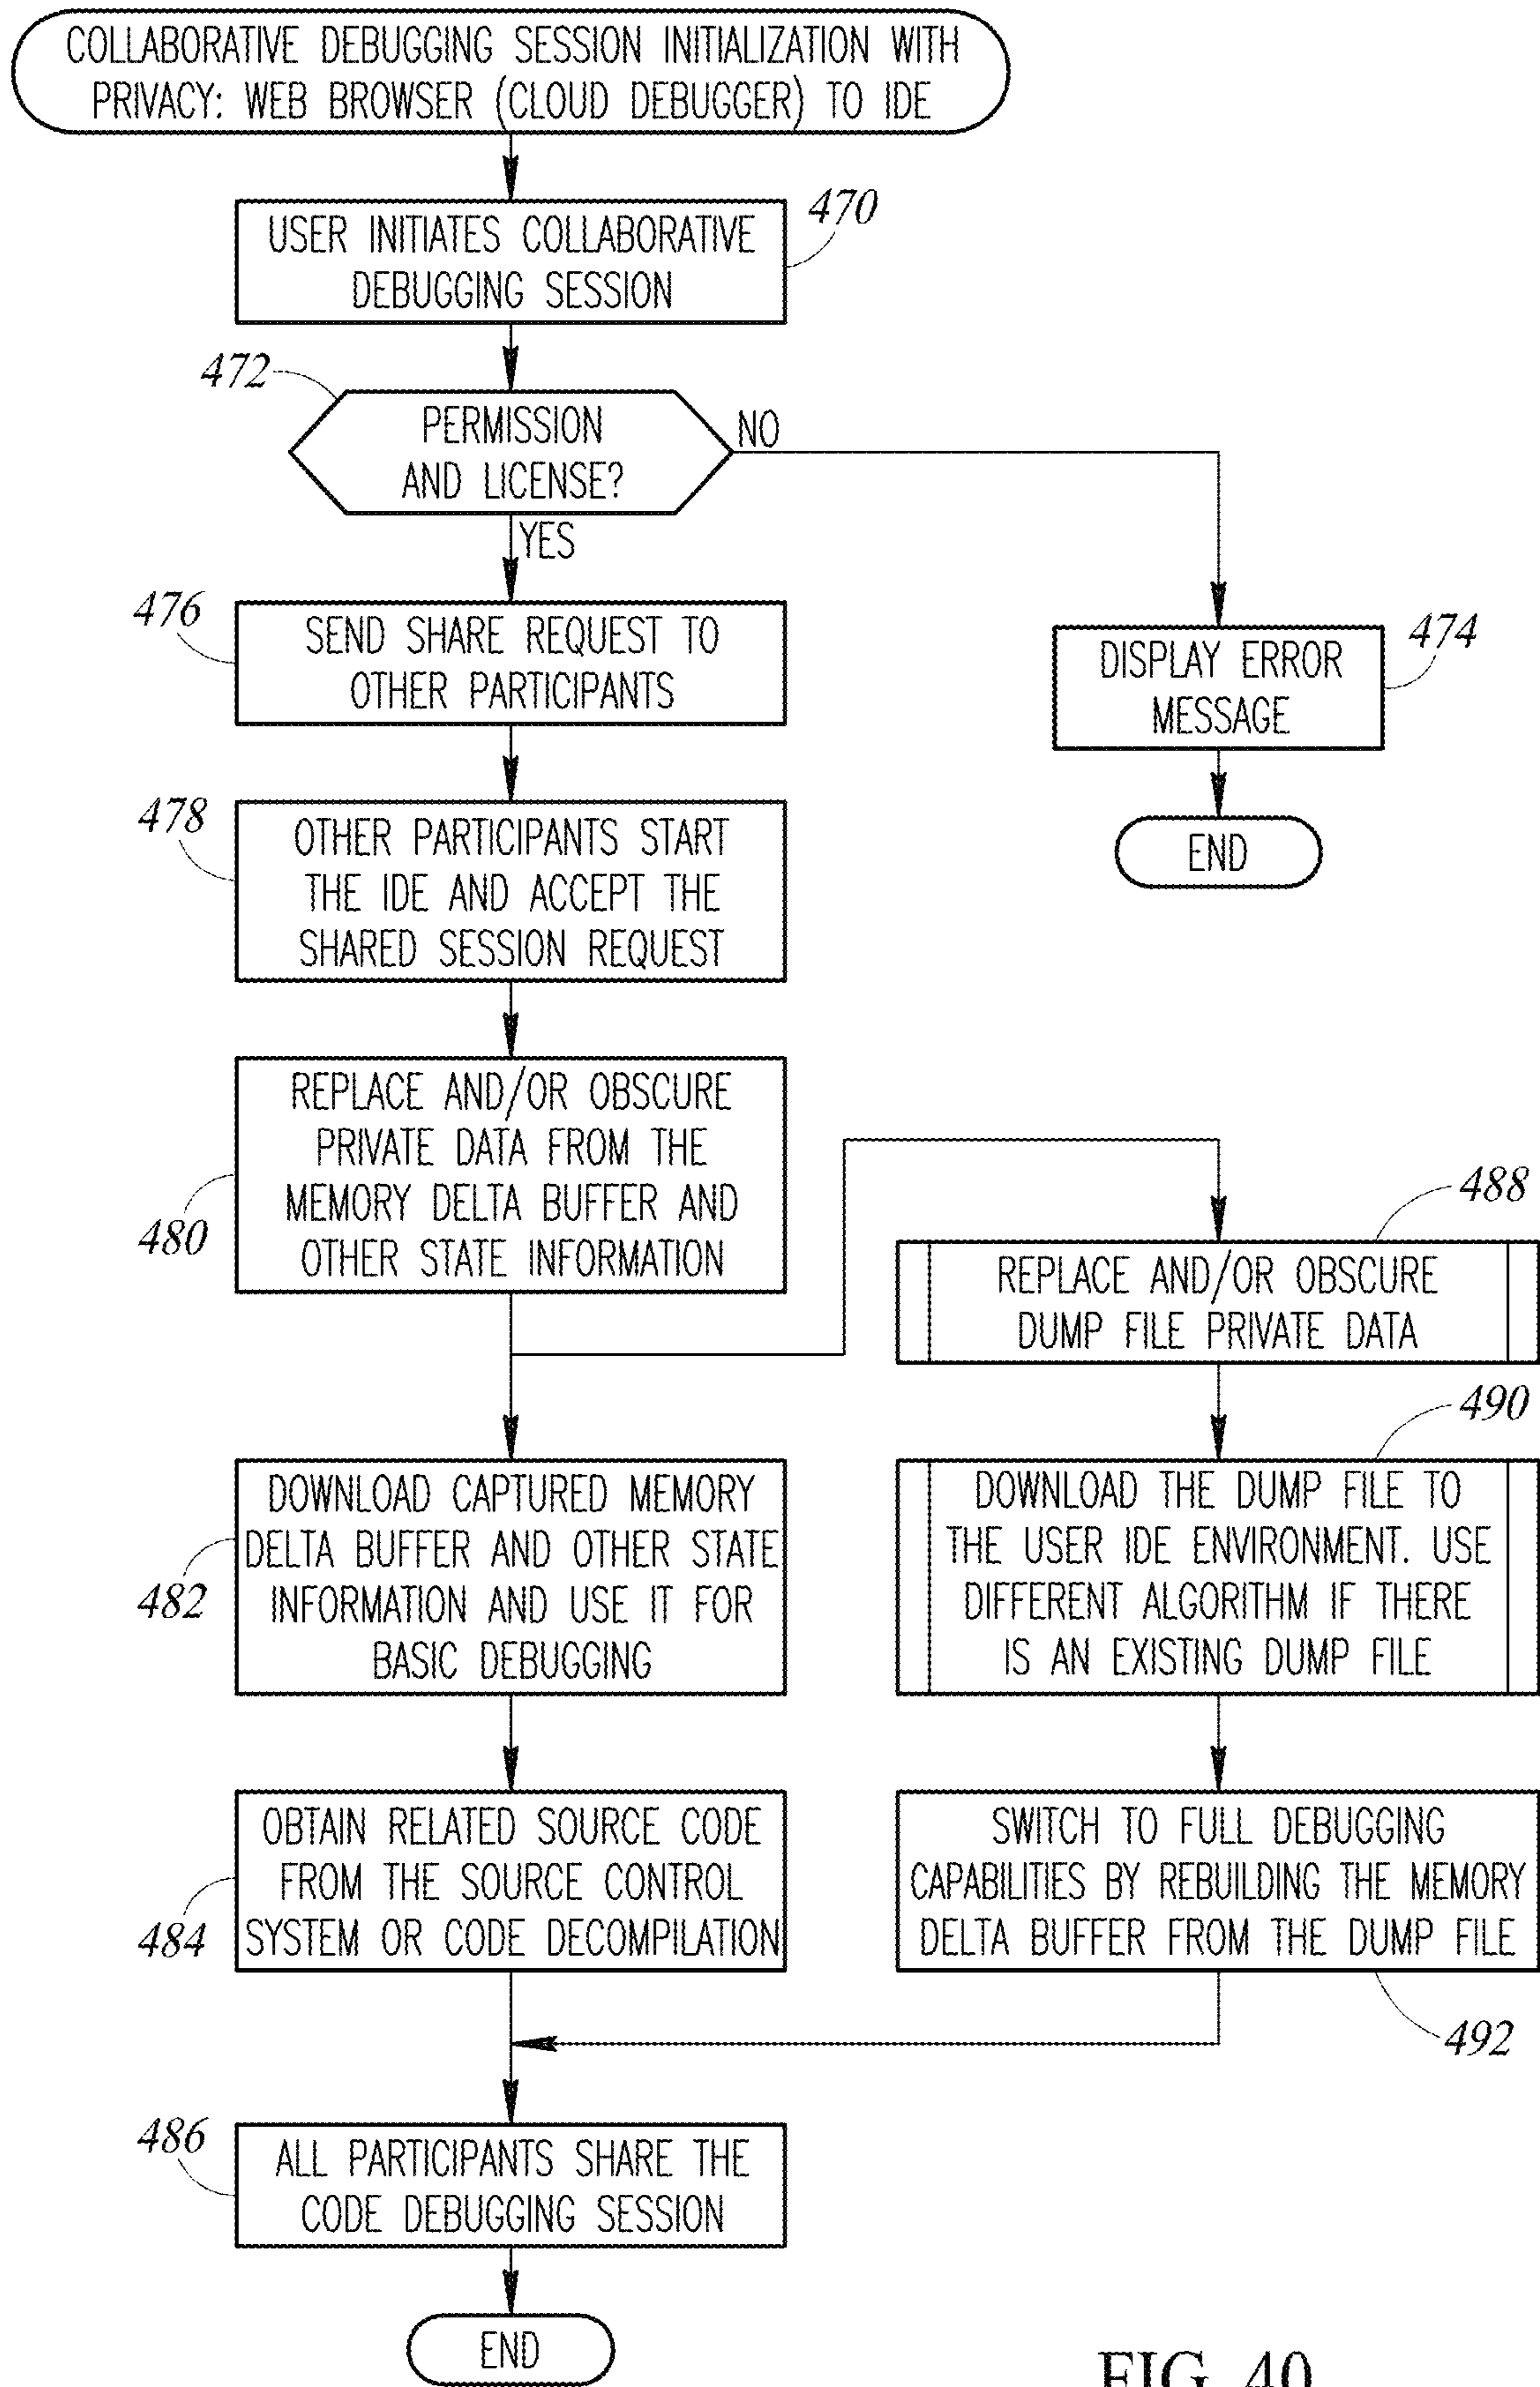 COLLABORATIVE DEBUGGING SESSION INITIALIZATION WITH
PRIVACY: WEB BROWSER (CLOUD DEBUGGER) TO IDE
470
USER INITIATES COLLABORATIVE
DEBUGGING SESSION
472
PERMISSION
AND LICENSE?
NO
YES
476
SEND SHARE REQUEST TO
OTHER PARTICIPANTS
474
DISPLAY ERROR
MESSAGE
END
478
OTHER PARTICIPANTS START
THE IDE AND ACCEPT THE
SHARED SESSION REQUEST
480
REPLACE AND/OR OBSCURE
PRIVATE DATA FROM THE
MEMORY DELTA BUFFER AND
OTHER STATE INFORMATION
488
REPLACE AND/OR OBSCURE
DUMP FILE PRIVATE DATA
482
DOWNLOAD CAPTURED MEMORY
DELTA BUFFER AND OTHER STATE
INFORMATION AND USE IT FOR
BASIC DEBUGGING
490
DOWNLOAD THE DUMP FILE TO
THE USER IDE ENVIRONMENT. USE
DIFFERENT ALGORITHM IF THERE
IS AN EXISTING DUMP FILE
484
OBTAIN RELATED SOURCE CODE
FROM THE SOURCE CONTROL
SYSTEM OR CODE DECOMPILATION
SWITCH TO FULL DEBUGGING
CAPABILITIES BY REBUILDING THE MEMORY
DELTA BUFFER FROM THE DUMP FILE
492
486
ALL PARTICIPANTS SHARE THE
CODE DEBUGGING SESSION
END
FIG. 40